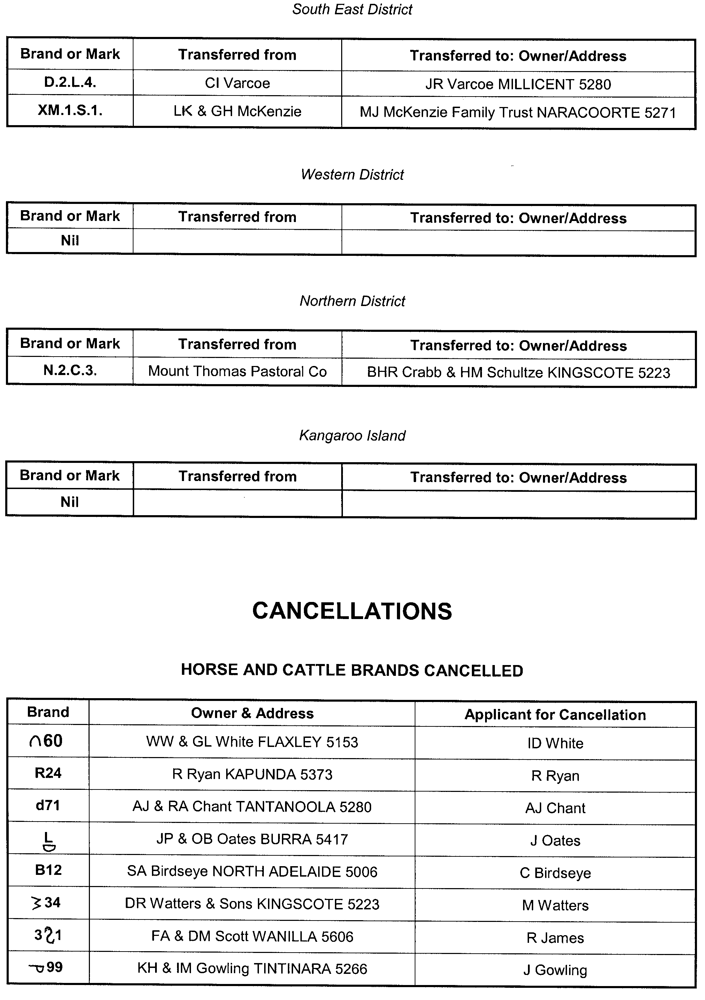 South East District
Brand or Mark Transferred from Transferred to: Owner/Address
D.2.L.4. CI Varcoe JR Varcoe MILLICENT 5280
XM.1.S.1. LK & GH McKenzie MJ McKenzie Family Trust NARACOORTE 5271
Western District
Brand or Mark Transferred from Transferred to: Owner/Address
Nil
Northern District
Brand or Mark Transferred from Transferred to: Owner/Address
N.2.C.3. Mount Thomas Pastoral Co BHR Crabb & HM Schultze KINGSCOTE 5223
Kangaroo Island
Brand or Mark Transferred from Transferred to: Owner/Address
Nil
CANCELLATIONS
HORSE AND CATTLE BRANDS CANCELLED
Brand Owner & Address Applicant for Cancellation
60 WW & GL White FLAXLEY 5153 ID White
R24 R Ryan KAPUNDA 5373 R Ryan
d71 AJ & RA Chant TANTANOOLA 5280 AJ Chant
L JP & OB Oates BURRA 5417 J Oates
B12 SA Birdseye NORTH ADELAIDE 5006 C Birdseye
34 DR Watters & Sons KINGSCOTE 5223 M Watters
3 1 FA & DM Scott WANILLA 5606 R James
99 KH & IM Gowling TINTINARA 5266 J Gowling